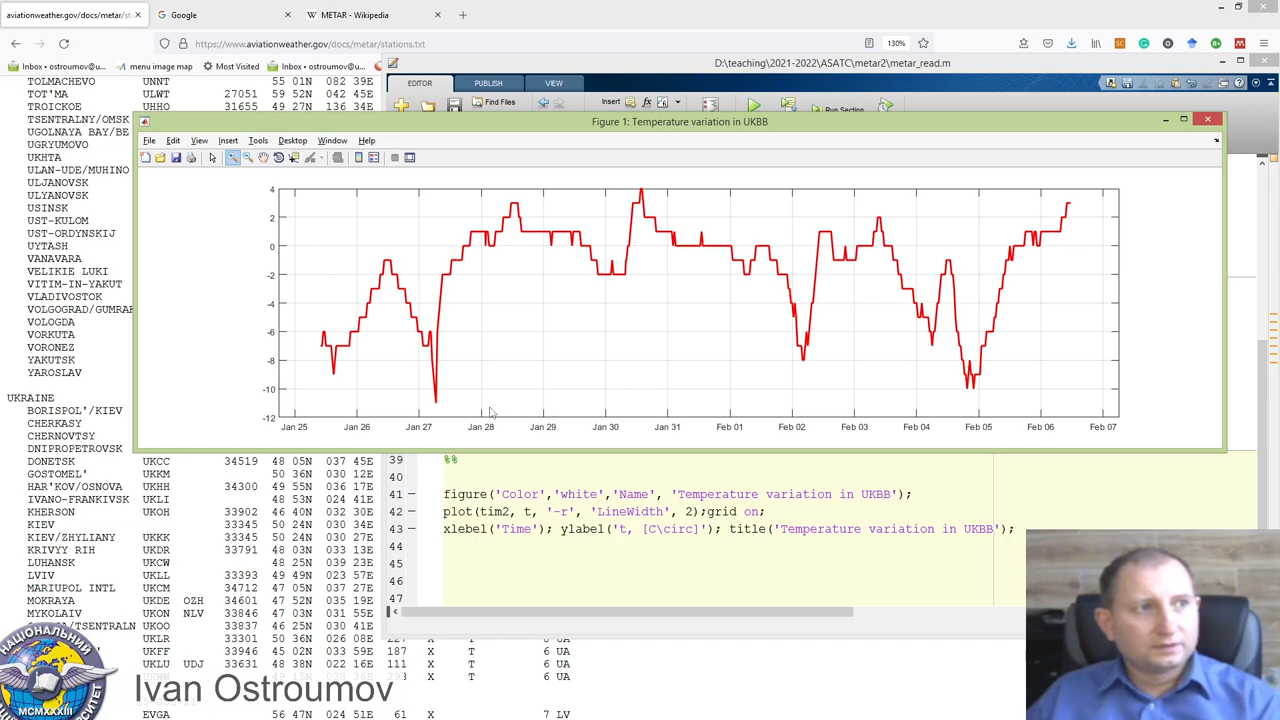 aviationweather.gov/docs/metar/st
Google
METAR - Wikipedia
https://www.aviationweather.gov/docs/metar/stations.txt
130%
Inbox • ostroumov@u...
menu image map
Most Visited
Inbox • ostroumov@u...
D:\teaching\2021-2022\ASATC\metar2\metar_read.m
EDITOR
PUBLISH
VIEW
Find Files
Insert
fx
Run Section
TOLMACHEVO UNNT 55 01N 082 39E
TOT'MA ULWT 27051 59 52N 042 45E
TROICKOE UHHO 31655 49 27N 136 34E
TSENTRALNY/OMSK
UGOLNAYA BAY/BE
UGRYUMOVO
UKHTA
ULAN-UDE/MUHINO
ULJANOVSK
ULYANOVSK
USINSK
UST-KULOM
UST-ORDYNSKIJ
UYTASH
VANAVARA
VELIKIE LUKI
VITIM-IN-YAKUT
VLADIVOSTOK
VOLGOGRAD/GUMRAK
VOLOGDA
VORKUTA
VORONEZ
YAKUTSK
YAROSLAV
Figure 1: Temperature variation in UKBB
File Edit View Insert Tools Desktop Window Help
4
2
0
-2
-4
-6
-8
-10
-12
Jan 25 Jan 26 Jan 27 Jan 28 Jan 29 Jan 30 Jan 31 Feb 01 Feb 02 Feb 03 Feb 04 Feb 05 Feb 06 Feb 07
UKRAINE
BORISPOL'/KIEV
CHERKASY
CHERNOVTSY
DNIPROPETROVSK
DONETSK UKCC 34519 48 05N 037 45E
GOSTOMEL' UKKM 50 36N 030 12E
HAR'KOV/OSNOVA UKHH 34300 49 55N 036 17E
IVANO-FRANKIVSK UKLI 48 53N 024 41E
KHERSON UKOH 33902 46 40N 032 30E
KIEV 33345 50 24N 030 34E
KIEV/ZHYLIANY UKKK 33345 50 24N 030 27E
KRIVYY RIH UKDR 33791 48 03N 033 13E
LUHANSK UKCW 48 25N 039 23E
LVIV UKLL 33393 49 49N 023 57E
MARIUPOL INTL UKCM 34712 47 05N 037 27E
MOKRAYA UKDE OZH 34601 47 52N 035 19E
MYKOLAIV UKON NLV 33846 47 03N 031 55E
TSENTRALN UKOO 33837 46 25N 030 41E
UKLR 33301 50 36N 026 08E 227 X T 6 UA
UKFF 33945 45 02N 033 59E 187 X T 6 UA
UKLU UDJ 33631 48 38N 022 16E 111 X T 6 UA
X T 6 UA
EVGA 56 47N 024 51E 61 X 7 LV
39 %%
40
41 figure('Color','white','Name', 'Temperature variation in UKBB');
42 plot(tim2, t, '-r', 'LineWidth', 2);grid on;
43 xlebel('Time'); ylabel('t, [C\circ]'); title('Temperature variation in UKBB');
44
45
46
47
НАЦІОНАЛЬНИЙ
MCMXXXIII
Ivan Ostroumov